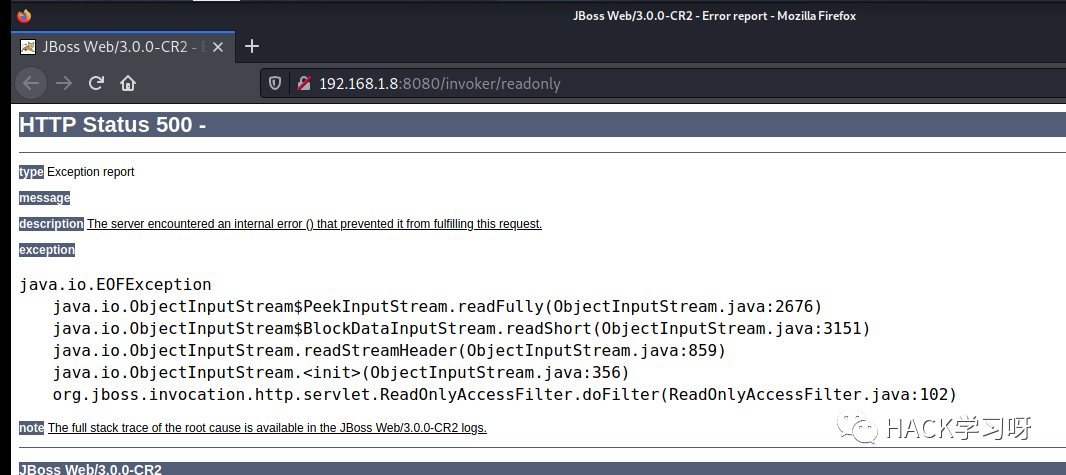 JBoss Web/3.0.0-CR2 - Error report - Mozilla Firefox
JBoss Web/3.0.0-CR2 - E
192.168.1.8:8080/invoker/readonly
HTTP Status 500 -
type Exception report
message
description The server encountered an internal error () that prevented it from fulfilling this request.
exception
java.io.EOFException
java.io.ObjectInputStream$PeekInputStream.readFully(ObjectInputStream.java:2676)
java.io.ObjectInputStream$BlockDataInputStream.readShort(ObjectInputStream.java:3151)
java.io.ObjectInputStream.readStreamHeader(ObjectInputStream.java:859)
java.io.ObjectInputStream.<init>(ObjectInputStream.java:356)
org.jboss.invocation.http.servlet.ReadOnlyAccessFilter.doFilter(ReadOnlyAccessFilter.java:102)
note The full stack trace of the root cause is available in the JBoss Web/3.0.0-CR2 logs.
HACK学习呀
JBoss Web/3.0.0-CR2